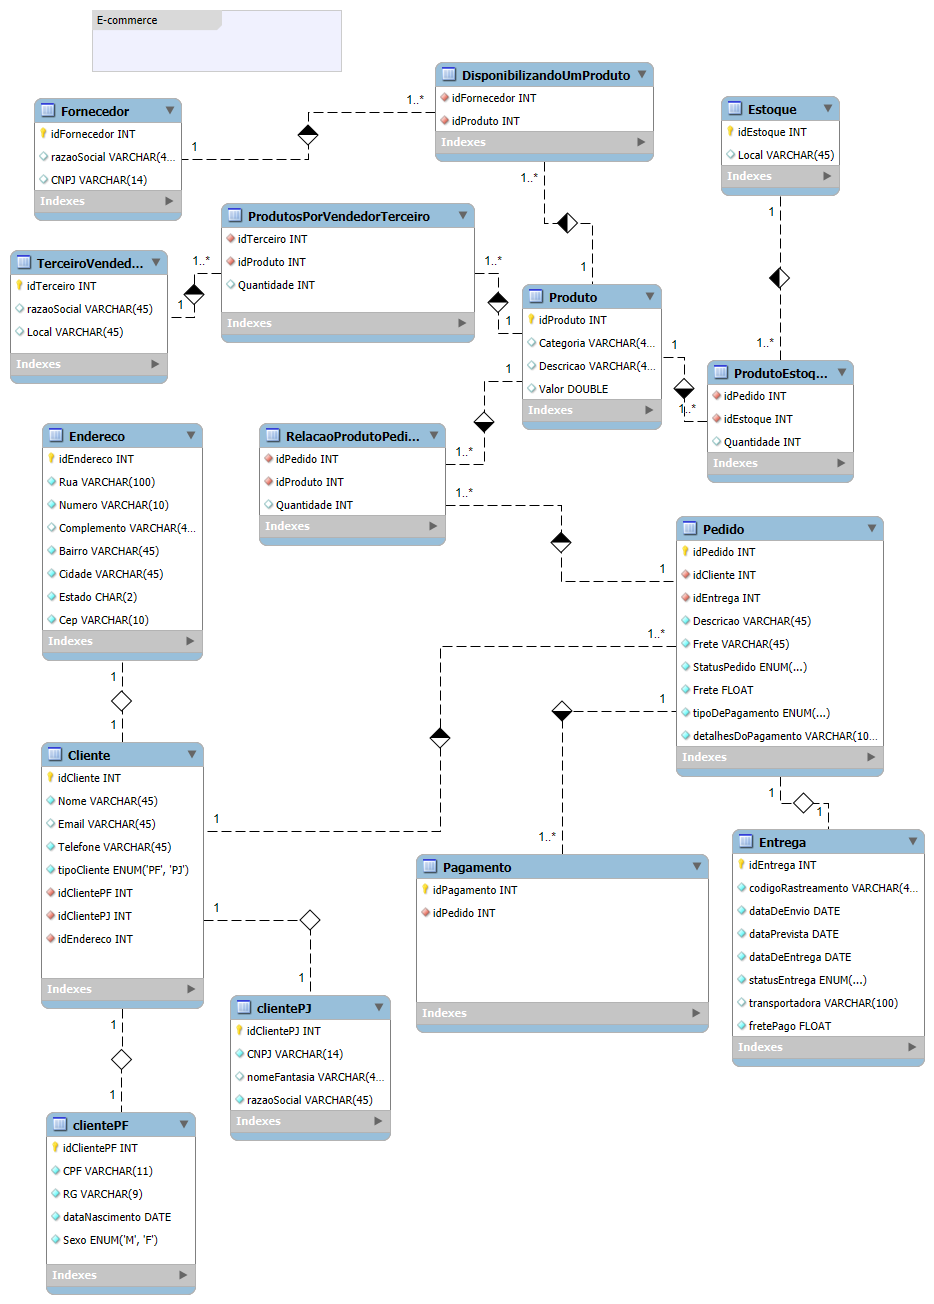 E-commerce
DisponibilizandoUmProduto
idFornecedor INT
idProduto INT
Indexes
Fornecedor
idFornecedor INT
razaoSocial VARCHAR(4...
CNPJ VARCHAR(14)
Indexes
Estoque
idEstoque INT
Local VARCHAR(45)
Indexes
1
1..*
1..*
1
1
1..*
ProdutosPorVendedorTerceiro
idTerceiro INT
idProduto INT
Quantidade INT
Indexes
TerceiroVended...
idTerceiro INT
razaoSocial VARCHAR(45)
Local VARCHAR(45)
Indexes
1..*
1
1..*
1
Produto
idProduto INT
Categoria VARCHAR(4...
Descricao VARCHAR(4...
Valor DOUBLE
Indexes
1
1..*
ProdutoEstoq...
idPedido INT
idEstoque INT
Quantidade INT
Indexes
1
1..*
RelacaoProdutoPedi...
idPedido INT
idProduto INT
Quantidade INT
Indexes
1..*
1
Endereco
idEndereco INT
Rua VARCHAR(100)
Numero VARCHAR(10)
Complemento VARCHAR(4...
Bairro VARCHAR(45)
Cidade VARCHAR(45)
Estado CHAR(2)
Cep VARCHAR(10)
Indexes
1
1
Pedido
idPedido INT
idCliente INT
idEntrega INT
Descricao VARCHAR(45)
Frete VARCHAR(45)
StatusPedido ENUM(...)
Frete FLOAT
tipoDePagamento ENUM(...)
detalhesDoPagamento VARCHAR(10...
Indexes
1..*
1
1
1..*
1
1
Cliente
idCliente INT
Nome VARCHAR(45)
Email VARCHAR(45)
Telefone VARCHAR(45)
tipoCliente ENUM('PF', 'PJ')
idClientePF INT
idClientePJ INT
idEndereco INT
Indexes
1
1
1
1
Pagamento
idPagamento INT
idPedido INT
Indexes
Entrega
idEntrega INT
codigoRastreamento VARCHAR(4...
dataDeEnvio DATE
dataPrevista DATE
dataDeEntrega DATE
statusEntrega ENUM(...)
transportadora VARCHAR(100)
fretePago FLOAT
Indexes
clientePJ
idClientePJ INT
CNPJ VARCHAR(14)
nomeFantasia VARCHAR(4...
razaoSocial VARCHAR(45)
Indexes
clientePF
idClientePF INT
CPF VARCHAR(11)
RG VARCHAR(9)
dataNascimento DATE
Sexo ENUM('M', 'F')
Indexes